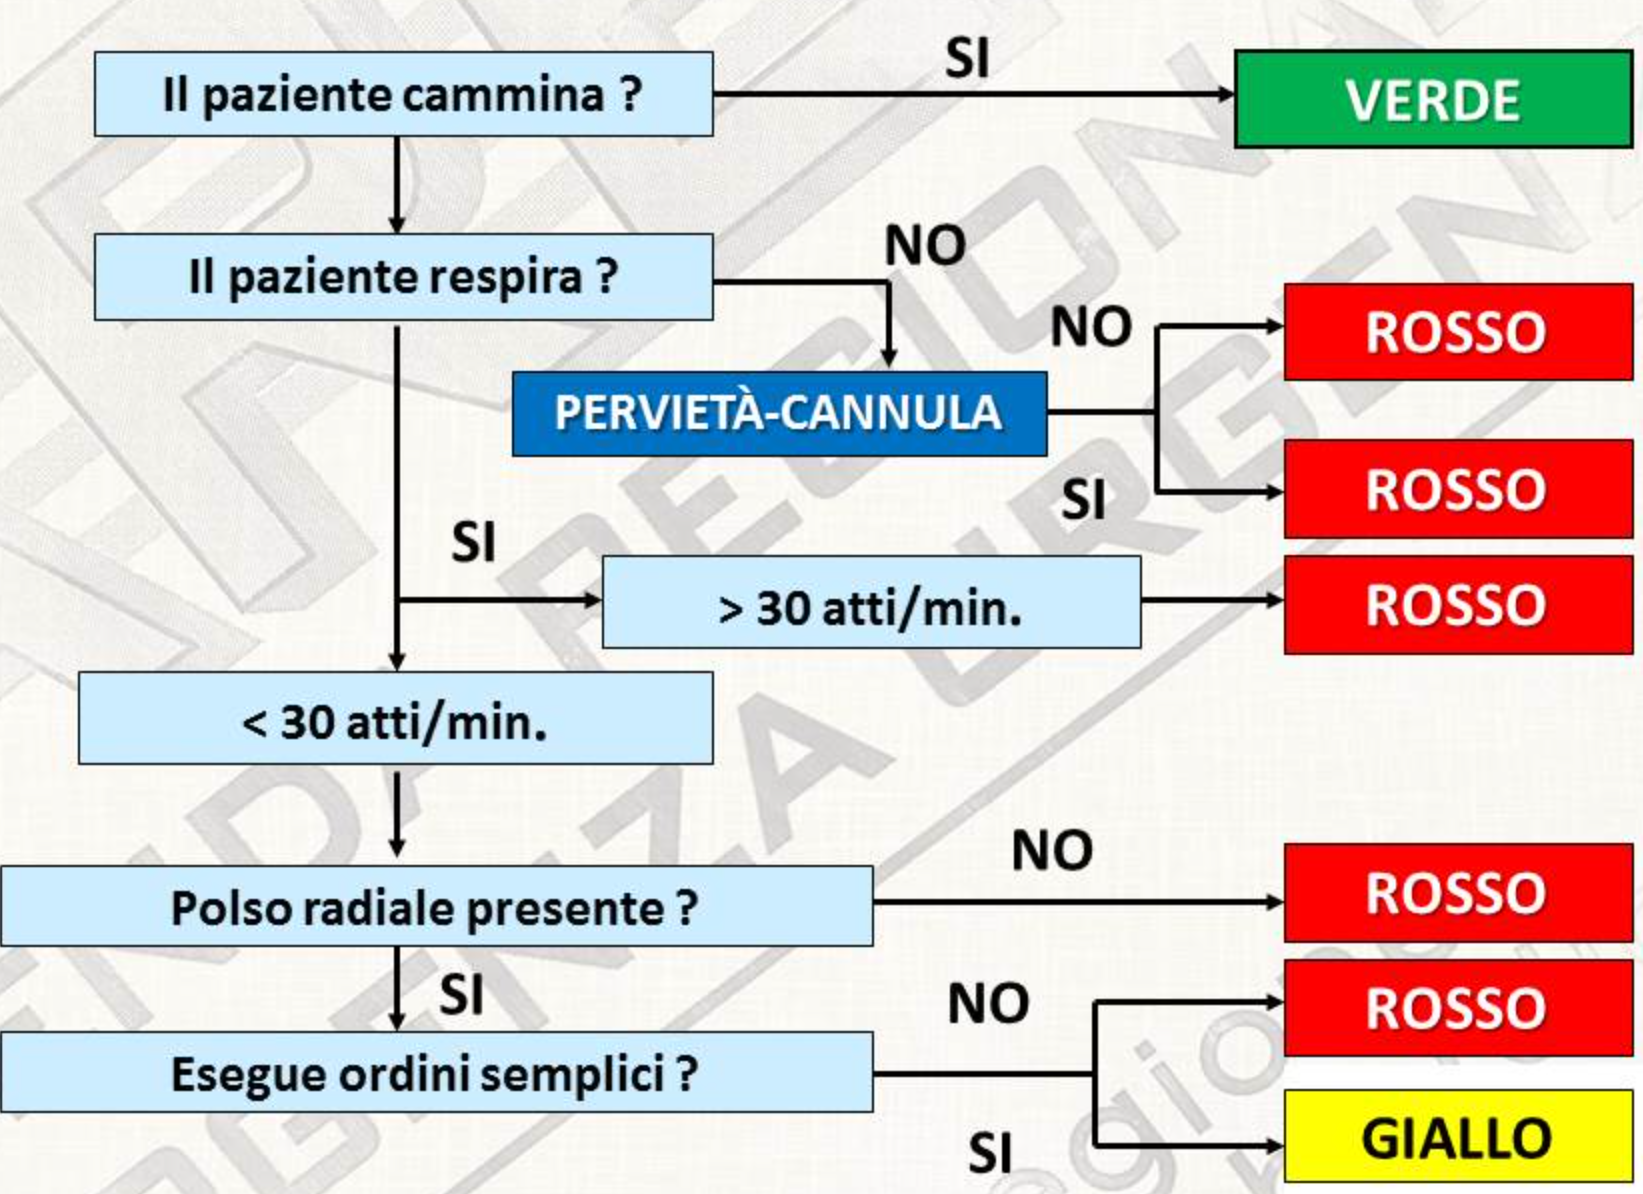 Il paziente cammina ?
SI
VERDE
Il paziente respira ?
NO
PERVIETÀ-CANNULA
NO
ROSSO
SI
ROSSO
SI
> 30 atti/min.
ROSSO
< 30 atti/min.
Polso radiale presente ?
NO
ROSSO
SI
Esegue ordini semplici ?
NO
ROSSO
SI
GIALLO